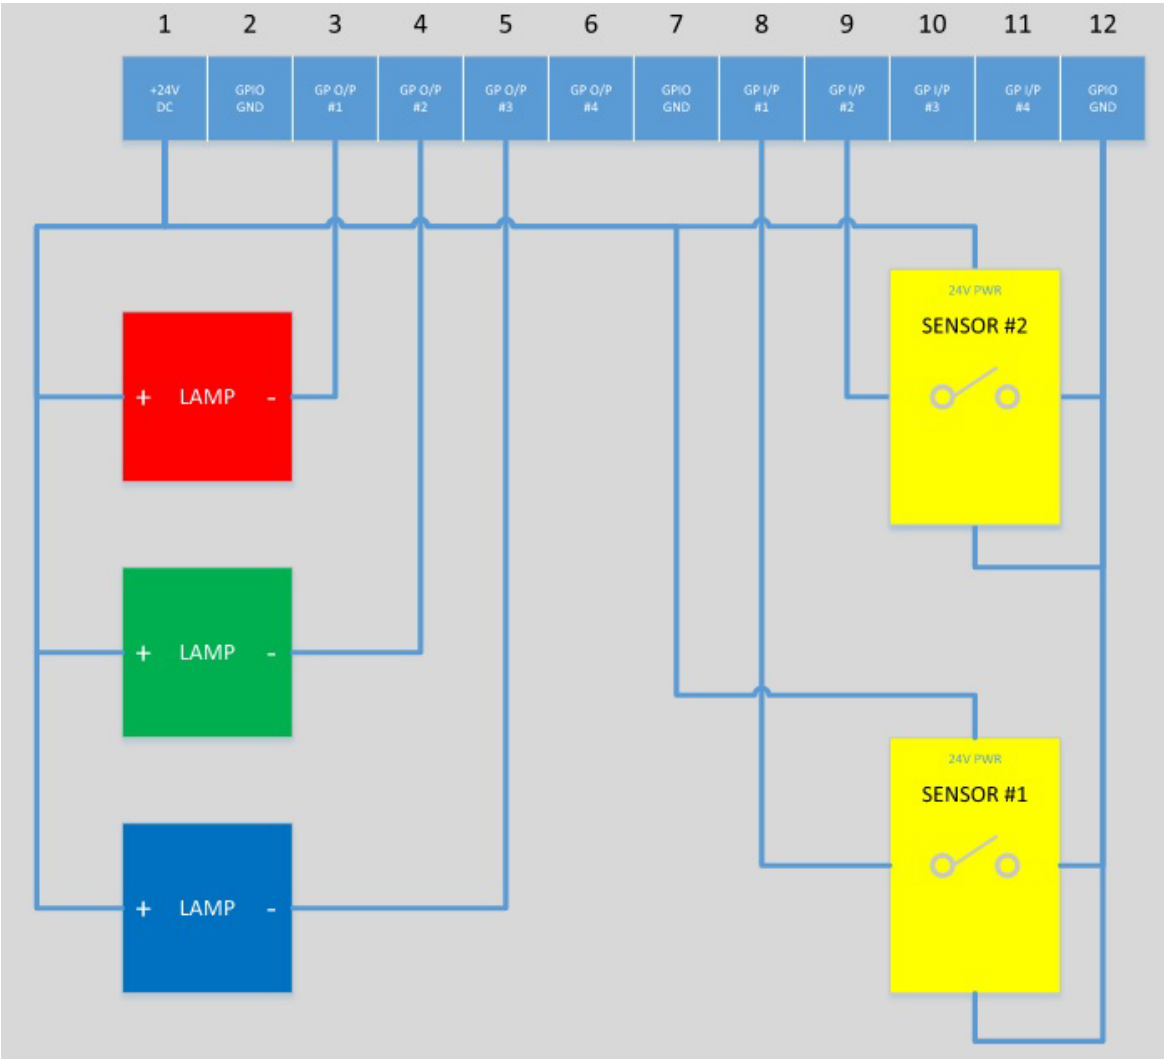 1 2 3 4 5 6 7 8 9 10 11 12
+24V DC
GPIO GND
GP O/P #1
GP O/P #2
GP O/P #3
GP O/P #4
GPIO GND
GP I/P #1
GP I/P #2
GP I/P #3
GP I/P #4
GPIO GND
24V PWR
SENSOR #2
+ LAMP -
+ LAMP -
24V PWR
SENSOR #1
+ LAMP -